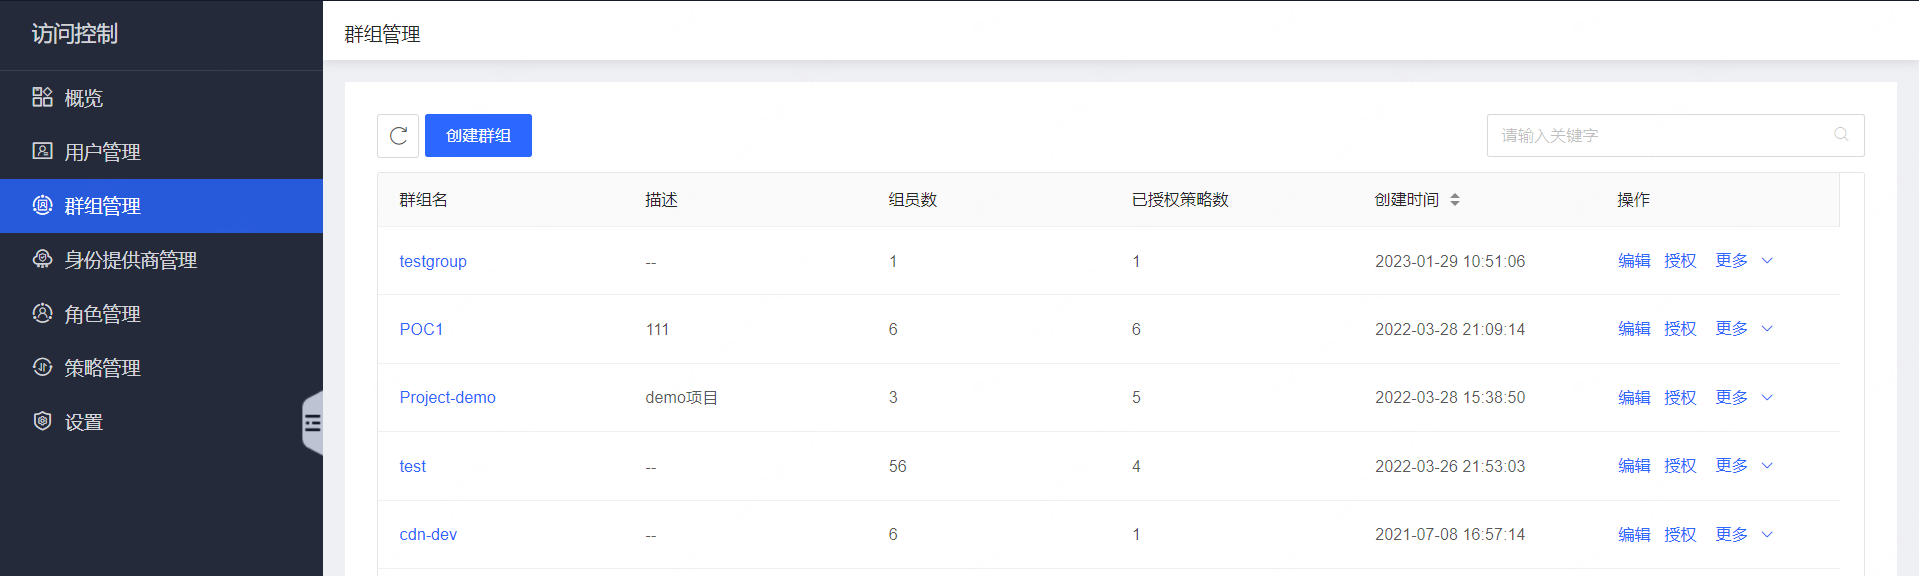 访问控制
概览
用户管理
群组管理
身份提供商管理
角色管理
策略管理
设置
群组管理
创建群组
请输入关键字
群组名 描述 组员数 已授权策略数 创建时间 操作
testgroup -- 1 1 2023-01-29 10:51:06 编辑 授权 更多
POC1 111 6 6 2022-03-28 21:09:14 编辑 授权 更多
Project-demo demo项目 3 5 2022-03-28 15:38:50 编辑 授权 更多
test -- 56 4 2022-03-26 21:53:03 编辑 授权 更多
cdn-dev -- 6 1 2021-07-08 16:57:14 编辑 授权 更多